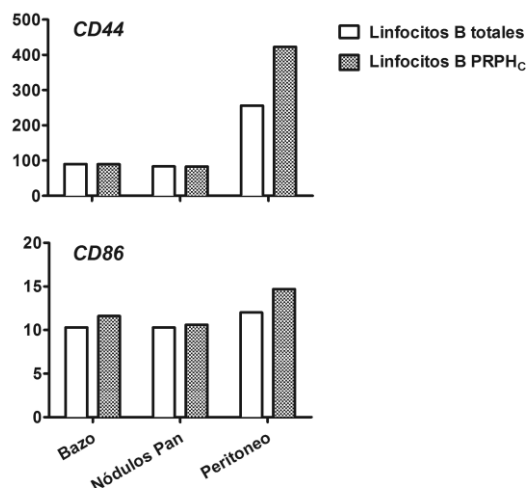 CD44
500
400
300
200
100
0
Linfocitos B totales
Linfocitos B PRPHC
CD86
20
15
10
5
0
Bazo
Nódulos Pan
Peritoneo